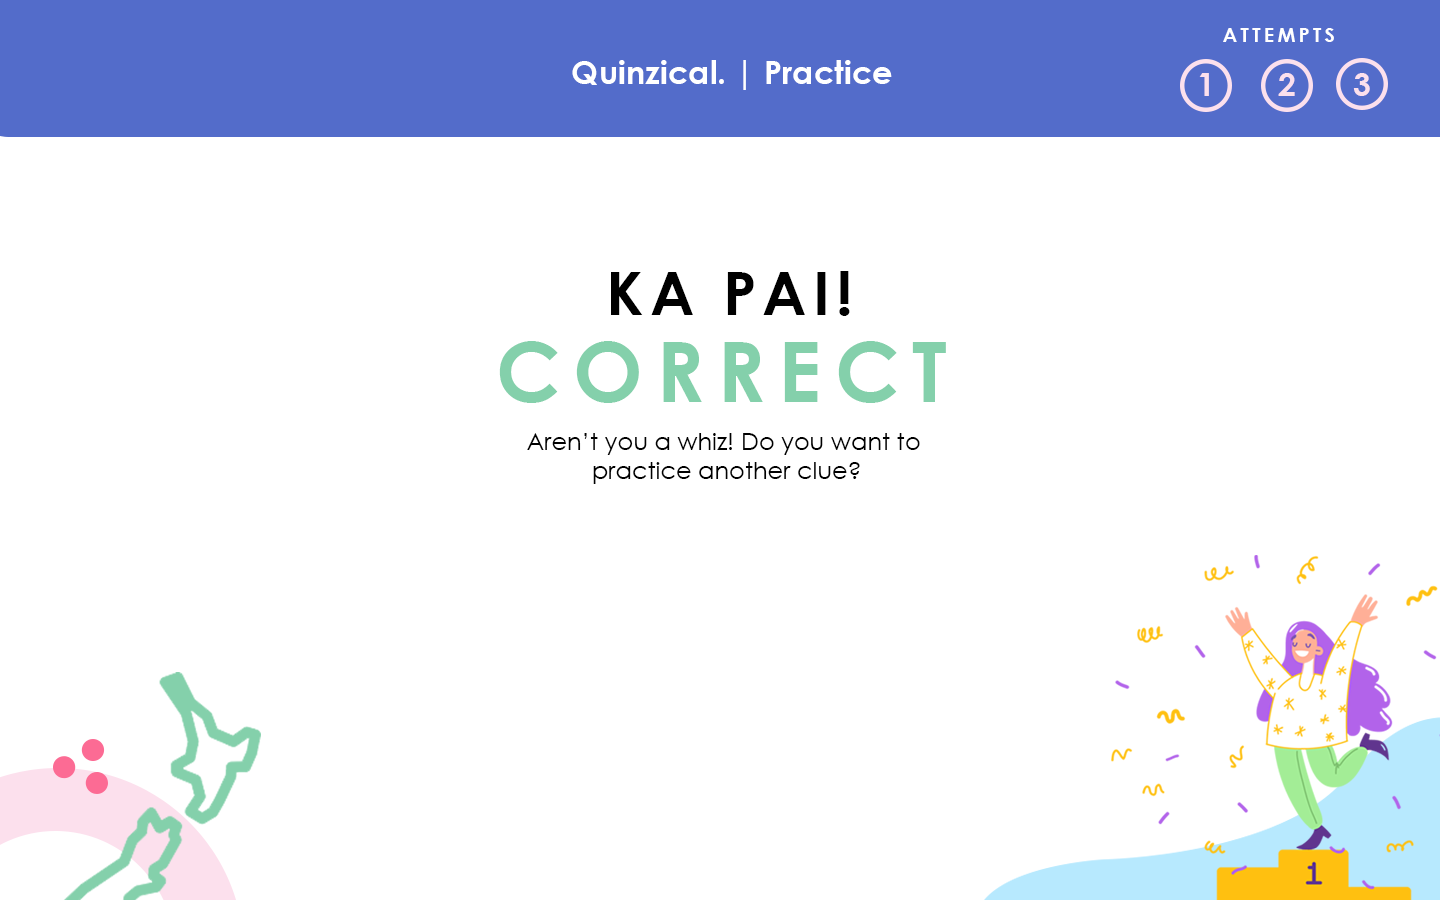 Quinzical. | Practice
ATTEMPTS
1 2 3
KA PAI!
CORRECT
Aren't you a whiz! Do you want to
practice another clue?
1